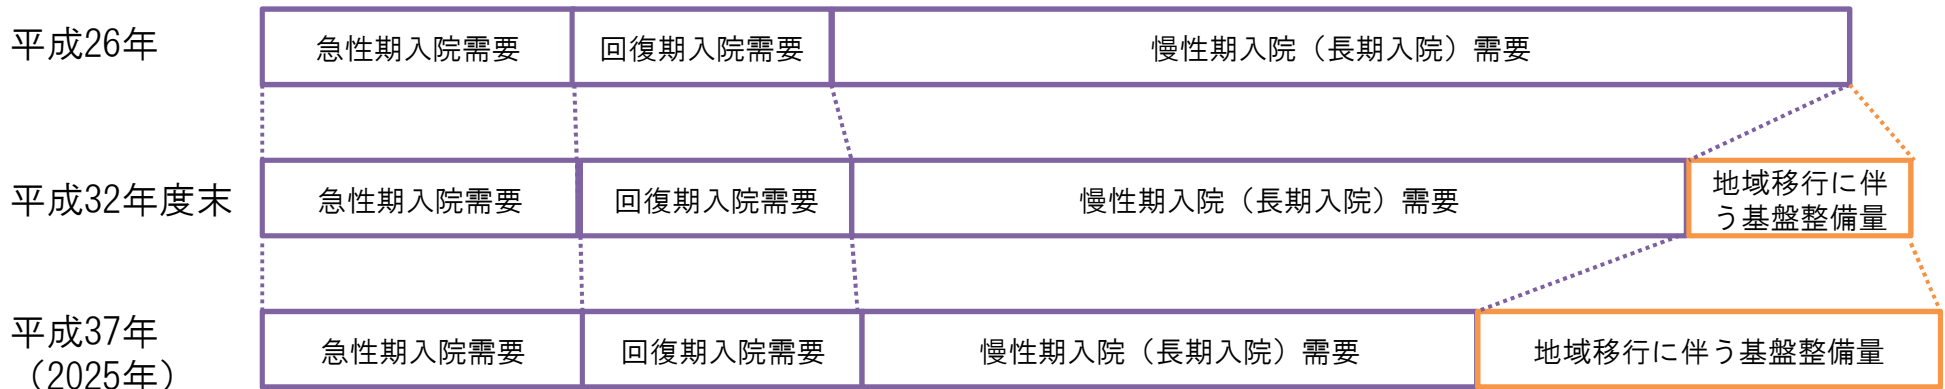 平成26年
急性期入院需要
回復期入院需要
慢性期入院（長期入院）需要
平成32年度末
急性期入院需要
回復期入院需要
慢性期入院（長期入院）需要
地域移行に伴
う基盤整備量
平成37年
（2025年）
急性期入院需要
回復期入院需要
慢性期入院（長期入院）需要
地域移行に伴う基盤整備量